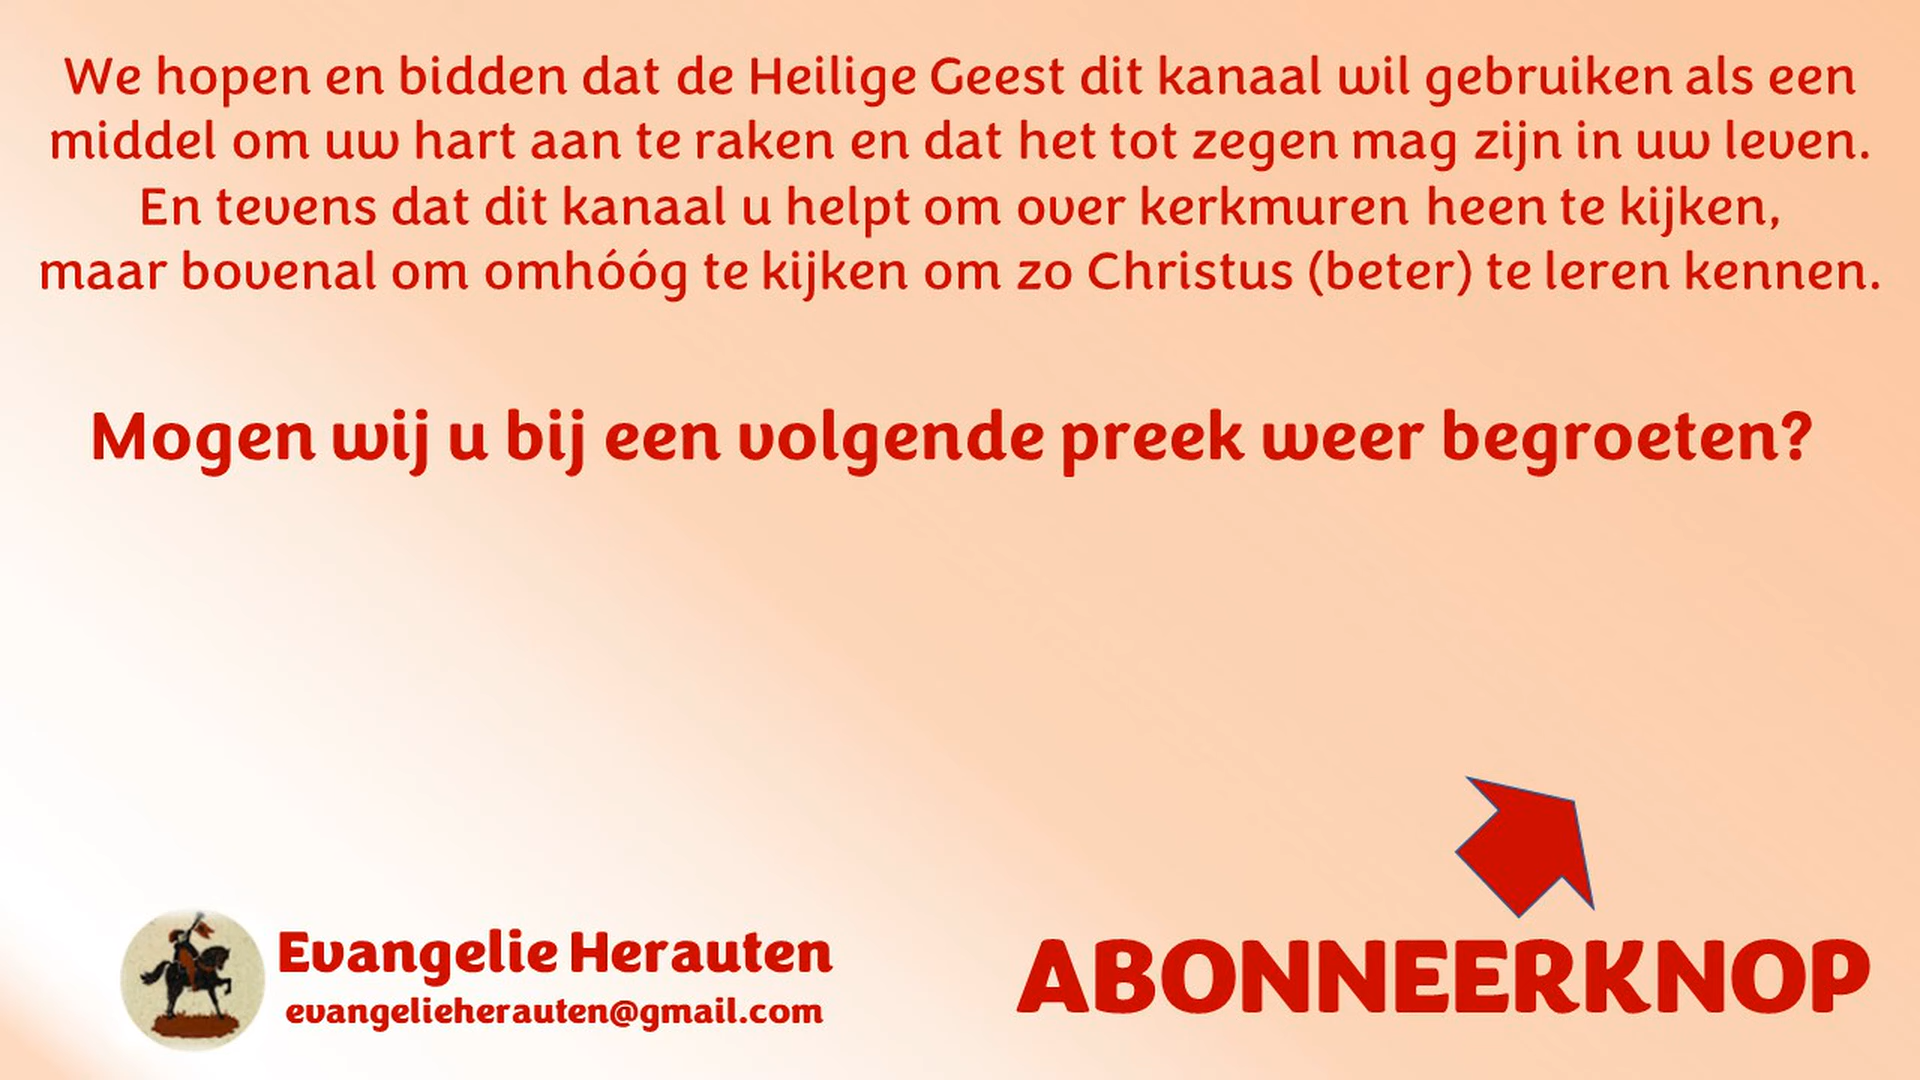 We hopen en bidden dat de Heilige Geest dit kanaal wil gebruiken als een
middel om uw hart aan te raken en dat het tot zegen mag zijn in uw leven.
En tevens dat dit kanaal u helpt om over kerkmuren heen te kijken,
maar bovenal om omhóóg te kijken om zo Christus (beter) te leren kennen.
Mogen wij u bij een volgende preek weer begroeten?
Evangelie Herauten
evangelieherauten@gmail.com
ABONNEERKNOP